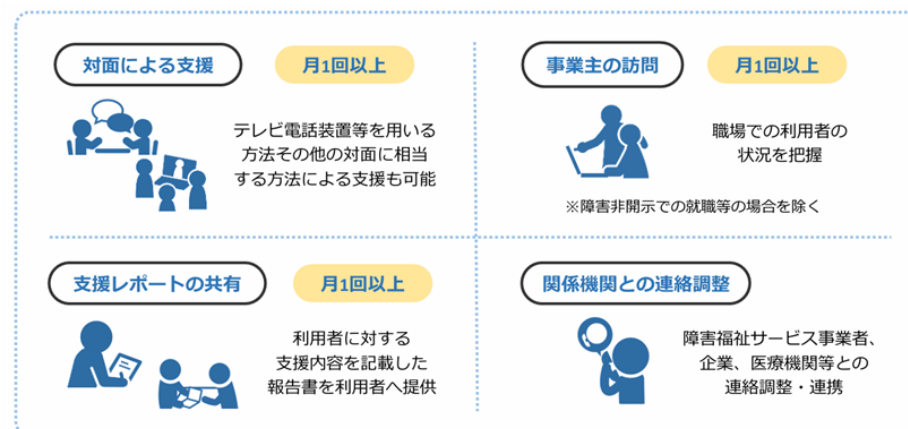 対面による支援
月1回以上
テレビ電話装置等を用いる
方法その他の対面に相当
する方法による支援も可能
事業主の訪問
月1回以上
職場での利用者の
状況を把握
※障害非開示での就職等の場合を除く
支援レポートの共有
月1回以上
利用者に対する
支援内容を記載した
報告書を利用者へ提供
関係機関との連絡調整
障害福祉サービス事業者、
企業、医療機関等との
連絡調整・連携